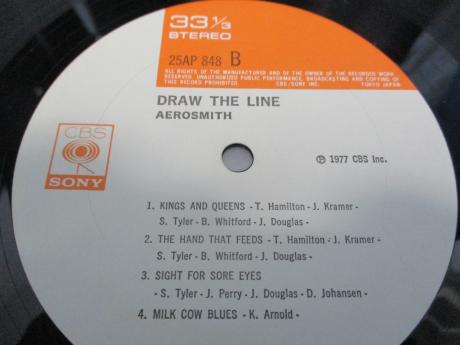 33 1/3
STEREO
25AP 848 B
ALL RIGHTS OF THE MANUFACTURER AND OF THE OWNER OF THE RECORDED WORK
RESERVED. UNAUTHORIZED PUBLIC PERFORMANCE, BROADCASTING AND COPYING OF
THIS RECORD PROHIBITED CBS/SONY INC. TOKYO JAPAN
DRAW THE LINE
AEROSMITH
CBS
SONY
℗ 1977 CBS Inc.
1. KINGS AND QUEENS - T. Hamilton - J. Kramer -
S. Tyler - B. Whitford - J. Douglas -
2. THE HAND THAT FEEDS - T. Hamilton - J. Kramer -
S. Tyler - B. Whitford - J. Douglas -
3. SIGHT FOR SORE EYES
- S. Tyler - J. Perry - J. Douglas - D. Johansen -
4. MILK COW BLUES - K. Arnold -